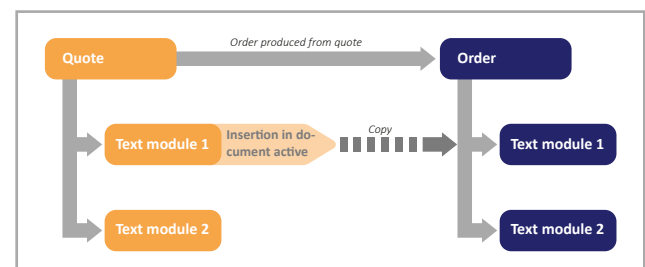 Order produced from quote
Quote
Order
Text module 1
Insertion in do-
cument active
Copy
Text module 1
Text module 2
Text module 2